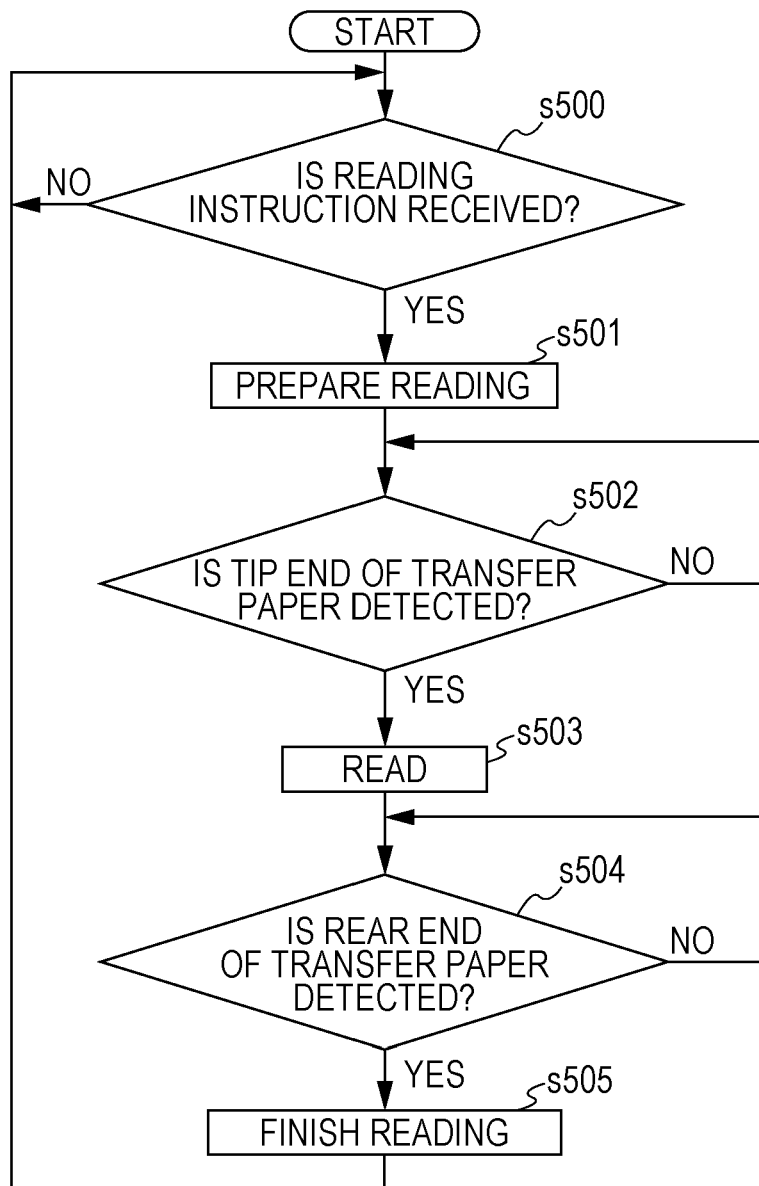 START
s500
IS READING
INSTRUCTION RECEIVED?
NO
YES
s501
PREPARE READING
s502
IS TIP END OF TRANSFER
PAPER DETECTED?
NO
YES
s503
READ
s504
IS REAR END
OF TRANSFER PAPER
DETECTED?
NO
YES
s505
FINISH READING